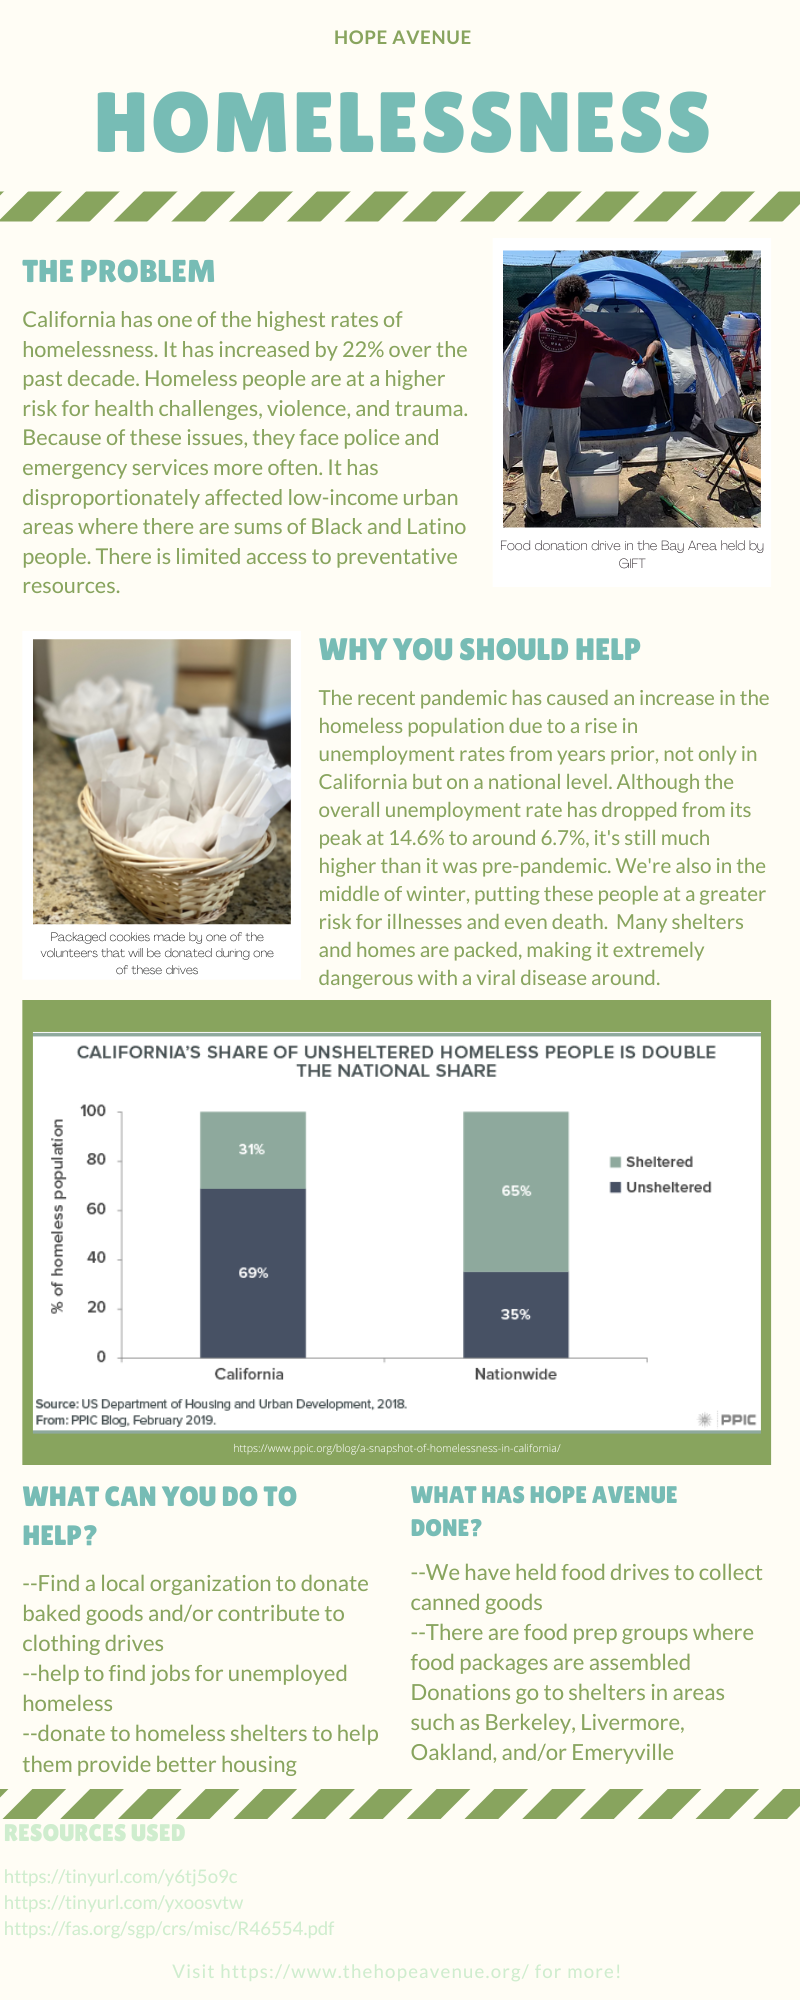 HOPE AVENUE
HOMELESSNESS
THE PROBLEM
California has one of the highest rates of
homelessness. It has increased by 22% over the
past decade. Homeless people are at a higher
risk for health challenges, violence, and trauma.
Because of these issues, they face police and
emergency services more often. It has
disproportionately affected low-income urban
areas where there are sums of Black and Latino
people. There is limited access to preventative
resources.
Food donation drive in the Bay Area held by
GIFT
Packaged cookies made by one of the
volunteers that will be donated during one
of these drives
WHY YOU SHOULD HELP
The recent pandemic has caused an increase in the
homeless population due to a rise in
unemployment rates from years prior, not only in
California but on a national level. Although the
overall unemployment rate has dropped from its
peak at 14.6% to around 6.7%, it's still much
higher than it was pre-pandemic. We're also in the
middle of winter, putting these people at a greater
risk for illnesses and even death. Many shelters
and homes are packed, making it extremely
dangerous with a viral disease around.
CALIFORNIA'S SHARE OF UNSHELTERED HOMELESS PEOPLE IS DOUBLE
THE NATIONAL SHARE
% of homeless population
100
80
60
40
20
0
31%
69%
65%
35%
Sheltered
Unsheltered
California
Nationwide
Source: US Department of Housing and Urban Development, 2018.
From: PPIC Blog, February 2019.
PPIC
https://www.ppic.org/blog/a-snapshot-of-homelessness-in-california/
WHAT CAN YOU DO TO
HELP?
--Find a local organization to donate
baked goods and/or contribute to
clothing drives
--help to find jobs for unemployed
homeless
--donate to homeless shelters to help
them provide better housing
WHAT HAS HOPE AVENUE
DONE?
--We have held food drives to collect
canned goods
--There are food prep groups where
food packages are assembled
Donations go to shelters in areas
such as Berkeley, Livermore,
Oakland, and/or Emeryville
RESOURCES USED
https://tinyurl.com/y6tj5o9c
https://tinyurl.com/yxoosvtw
https://fas.org/sgp/crs/misc/R46554.pdf
Visit https://www.thehopeavenue.org/ for more!